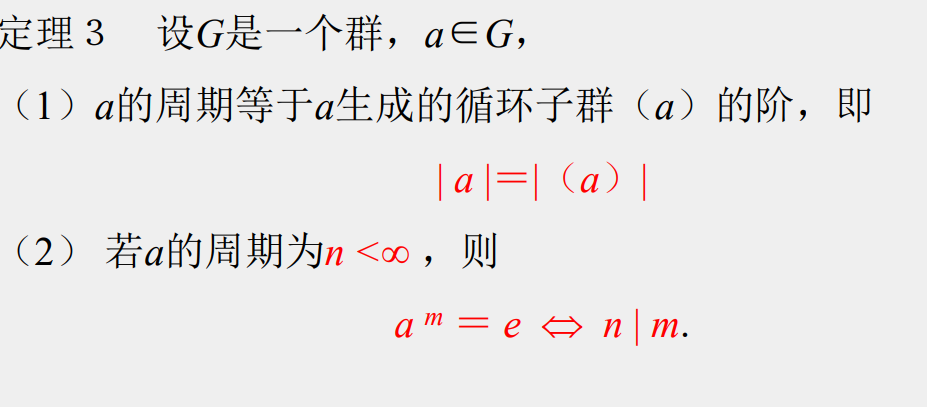 定理３ 设G是一个群，a∈G，
（1）a的周期等于a生成的循环子群（a）的阶，即
| a |＝|（a）|
（2） 若a的周期为n <∞ ，则
a ᵐ ＝ e ⇔ n | m.